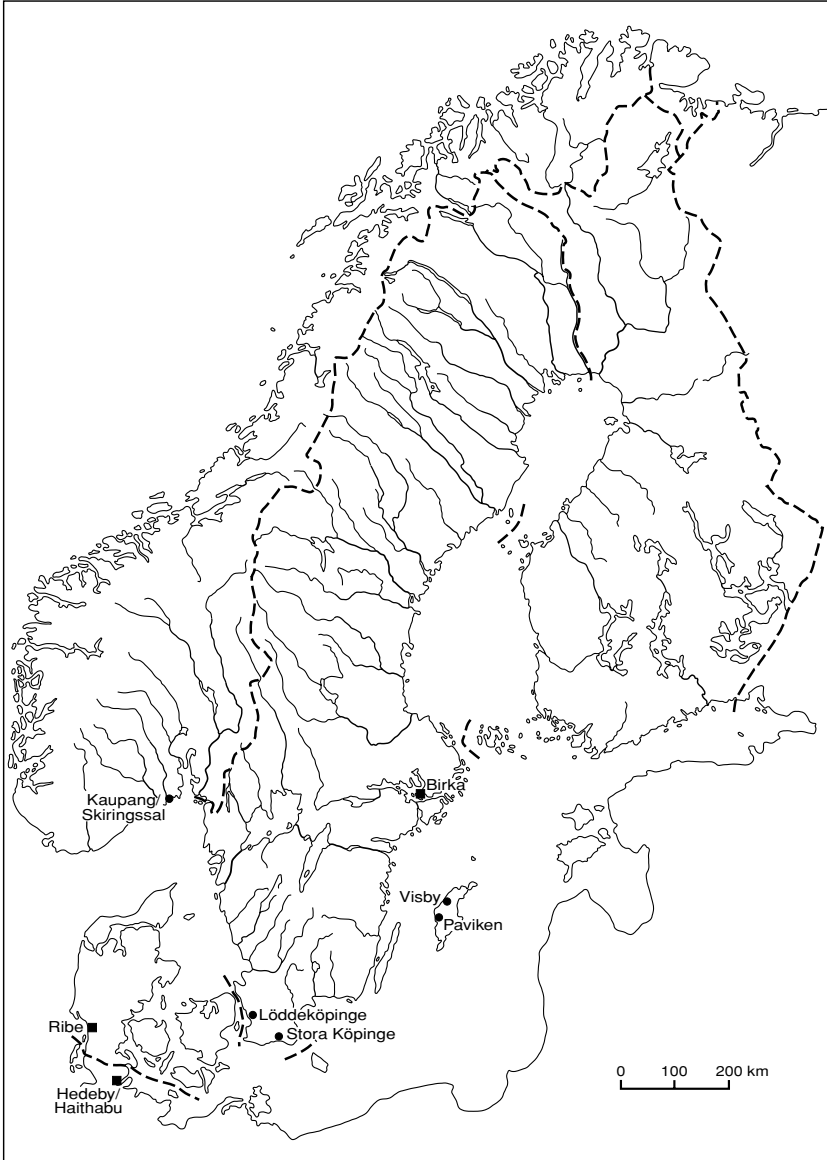 Birka
Kaupang/
Skiringssal
Visby
Paviken
Löddeköpinge
Ribe
Stora Köpinge
Hedeby/
Haithabu
0 100 200 km